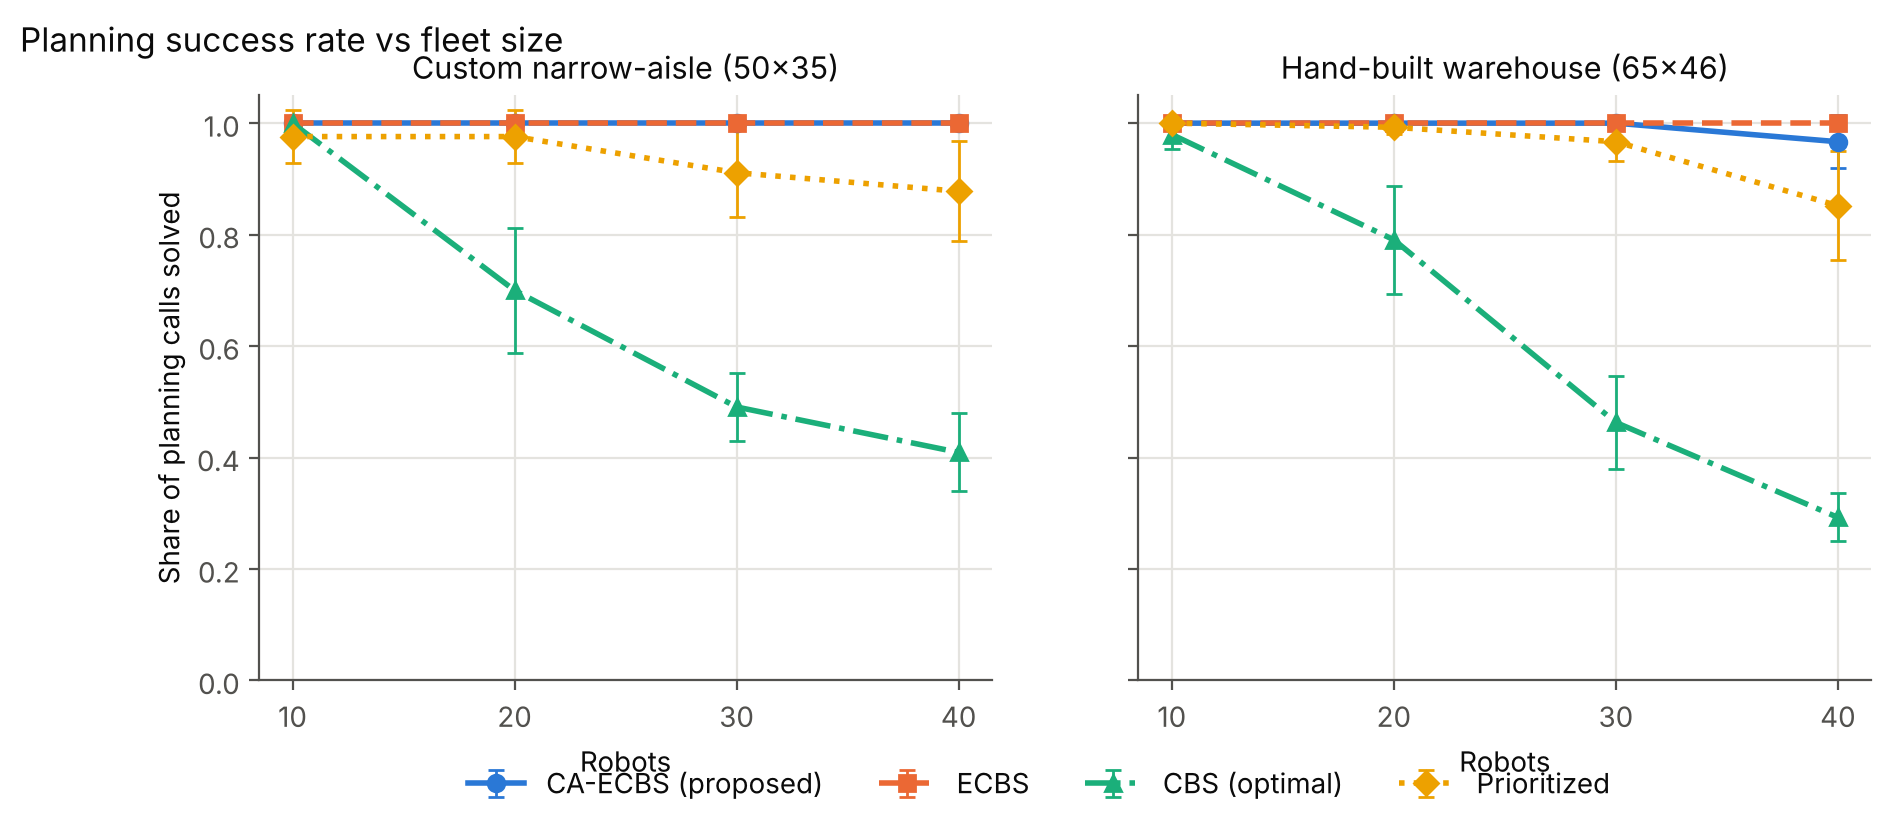 Planning success rate vs fleet size
Custom narrow-aisle (50×35)
Hand-built warehouse (65×46)
Share of planning calls solved
1.0
0.8
0.6
0.4
0.2
0.0
10 20 30 40
10 20 30 40
Robots
Robots
CA-ECBS (proposed) ECBS CBS (optimal) Prioritized